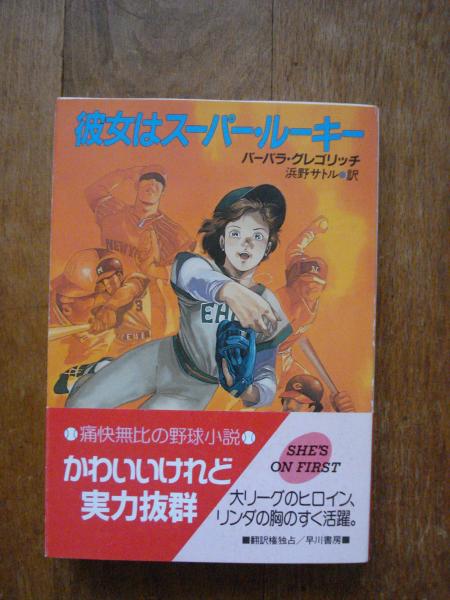 彼女はスーパー・ルーキー
バーバラ・グレゴリッチ
浜野サトル●訳
NEW
3
EHE
痛快無比の野球小説
かわいいけれど
実力抜群
SHE'S
ON FIRST
大リーグのヒロイン、
リンダの胸のすく活躍。
■翻訳権独占／早川書房■